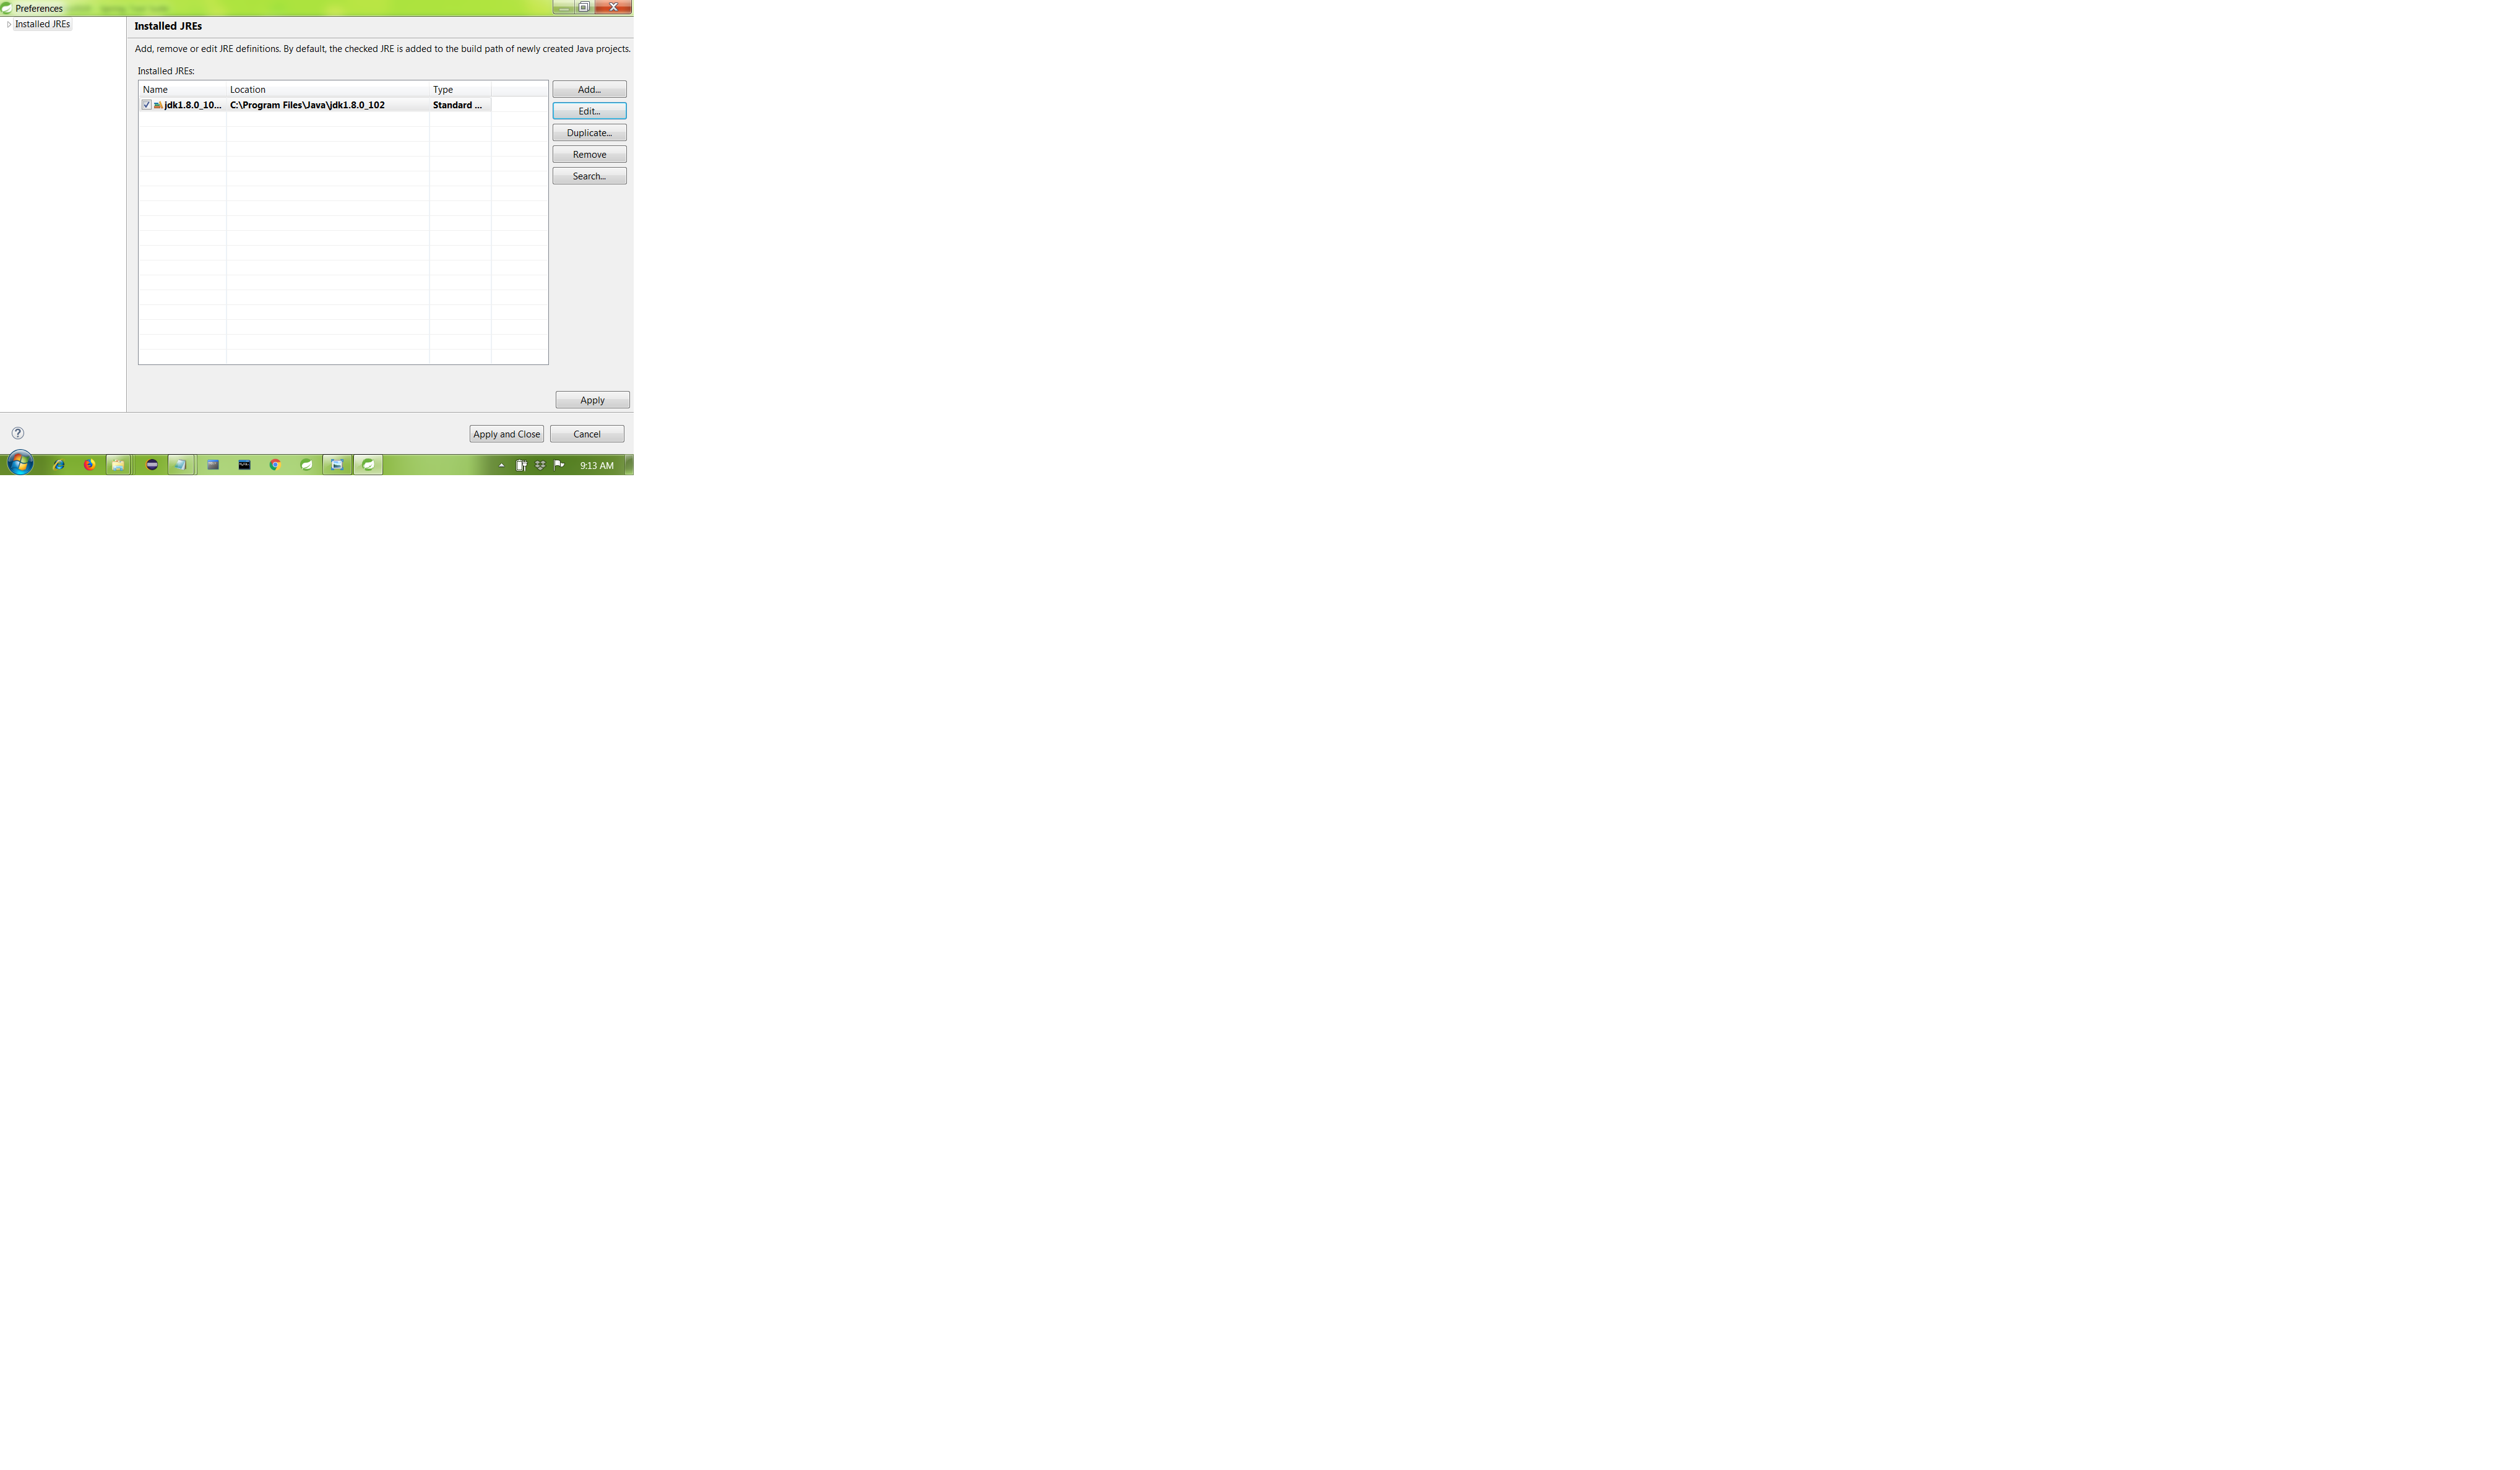 Preferences
Installed JREs
Installed JREs
Add, remove or edit JRE definitions. By default, the checked JRE is added to the build path of newly created Java projects.
Installed JREs:
Name Location Type
jdk1.8.0_10... C:\Program Files\Java\jdk1.8.0_102 Standard ...
Add...
Edit...
Duplicate...
Remove
Search...
Apply
Apply and Close Cancel
9:13 AM